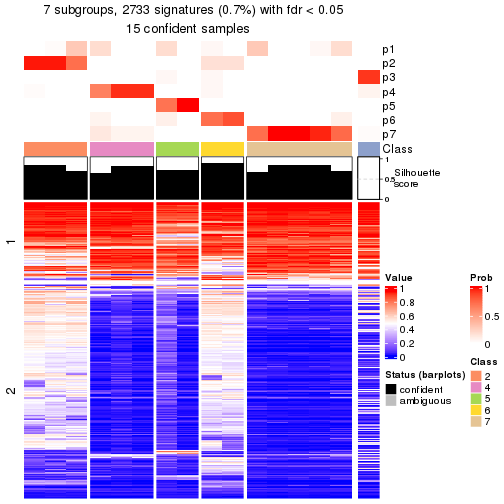 7 subgroups, 2733 signatures (0.7%) with fdr < 0.05
15 confident samples
p1
p2
p3
p4
p5
p6
p7
Class
1
0.5
0
Silhouette
score
1
2
Value
1
0.8
0.6
0.4
0.2
0
Prob
1
0.5
0
Status (barplots)
confident
ambiguous
Class
2
4
5
6
7